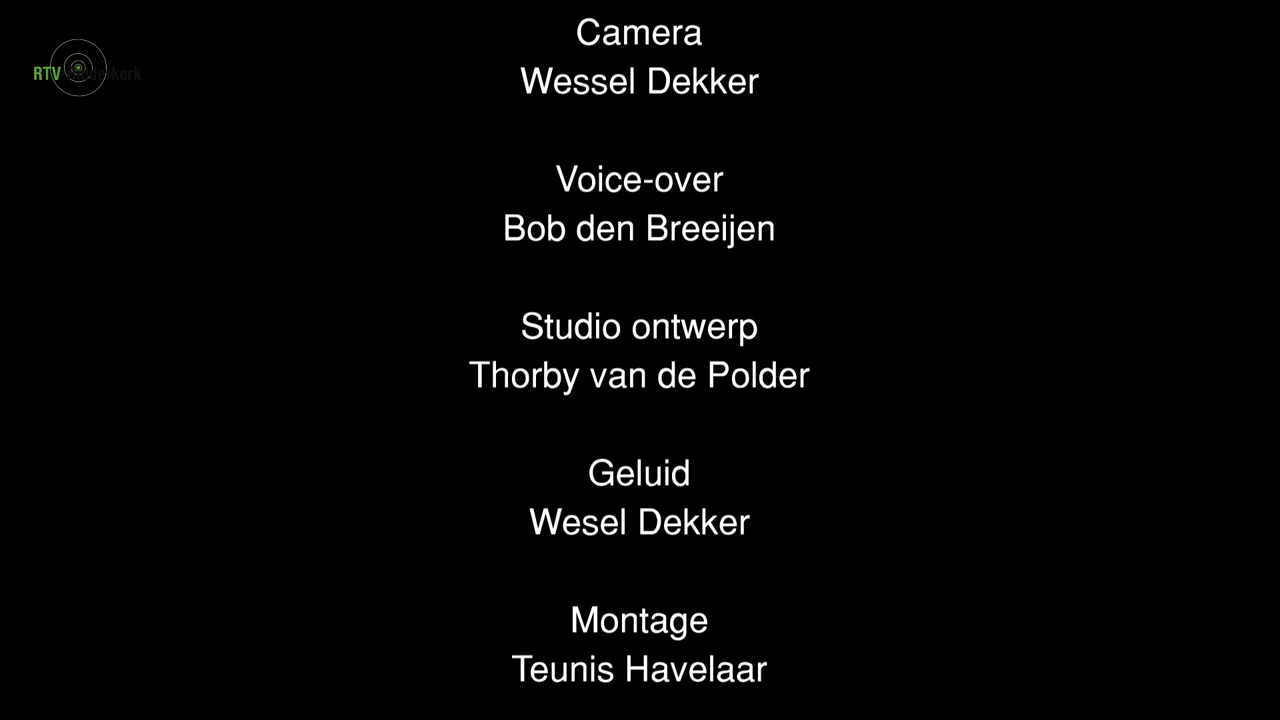 RTV
Camera
Wessel Dekker
Voice-over
Bob den Breeijen
Studio ontwerp
Thorby van de Polder
Geluid
Wesel Dekker
Montage
Teunis Havelaar